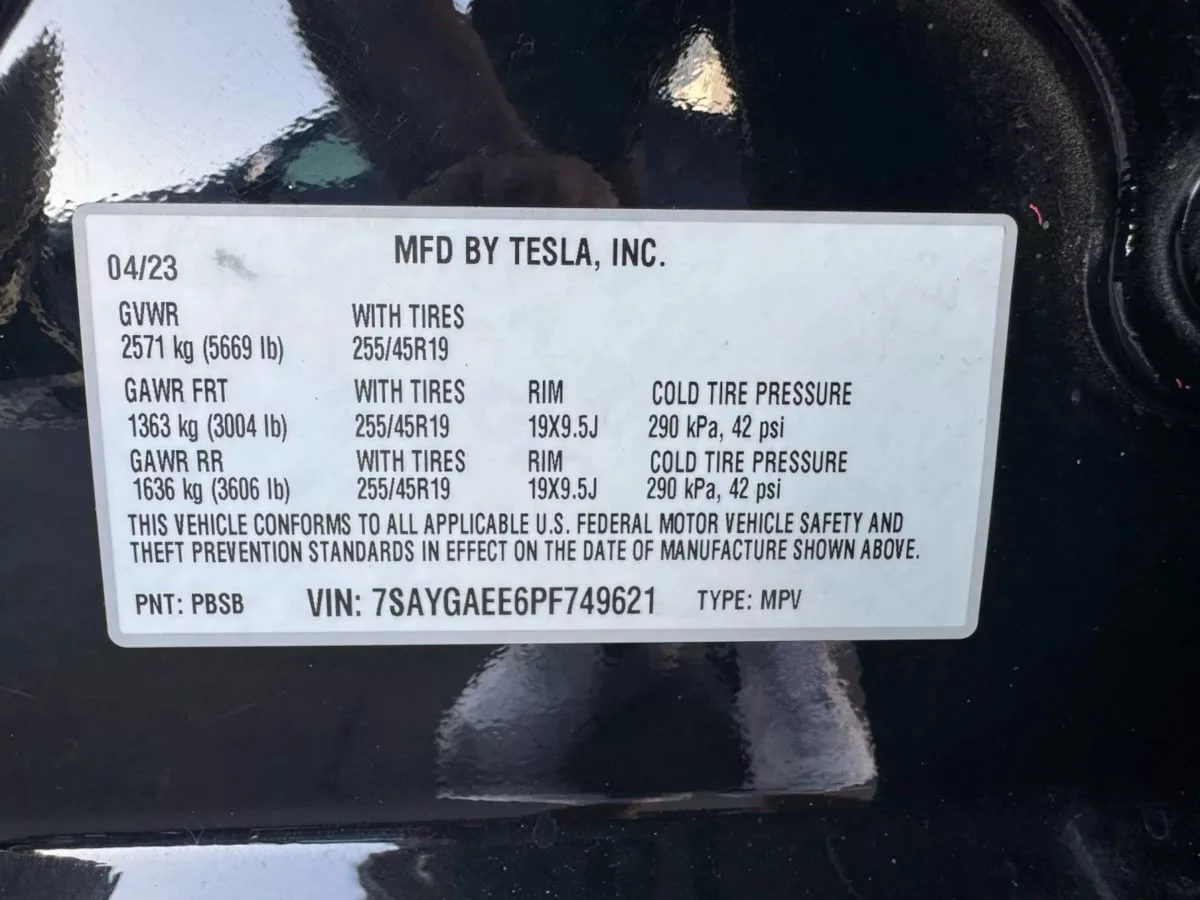 MFD BY TESLA, INC.
04/23
GVWR WITH TIRES
2571 kg (5669 lb) 255/45R19
GAWR FRT WITH TIRES RIM COLD TIRE PRESSURE
1363 kg (3004 lb) 255/45R19 19X9.5J 290 kPa, 42 psi
GAWR RR WITH TIRES RIM COLD TIRE PRESSURE
1636 kg (3606 lb) 255/45R19 19X9.5J 290 kPa, 42 psi
THIS VEHICLE CONFORMS TO ALL APPLICABLE U.S. FEDERAL MOTOR VEHICLE SAFETY AND
THEFT PREVENTION STANDARDS IN EFFECT ON THE DATE OF MANUFACTURE SHOWN ABOVE.
PNT: PBSB VIN: 7SAYGAEE6PF749621 TYPE: MPV